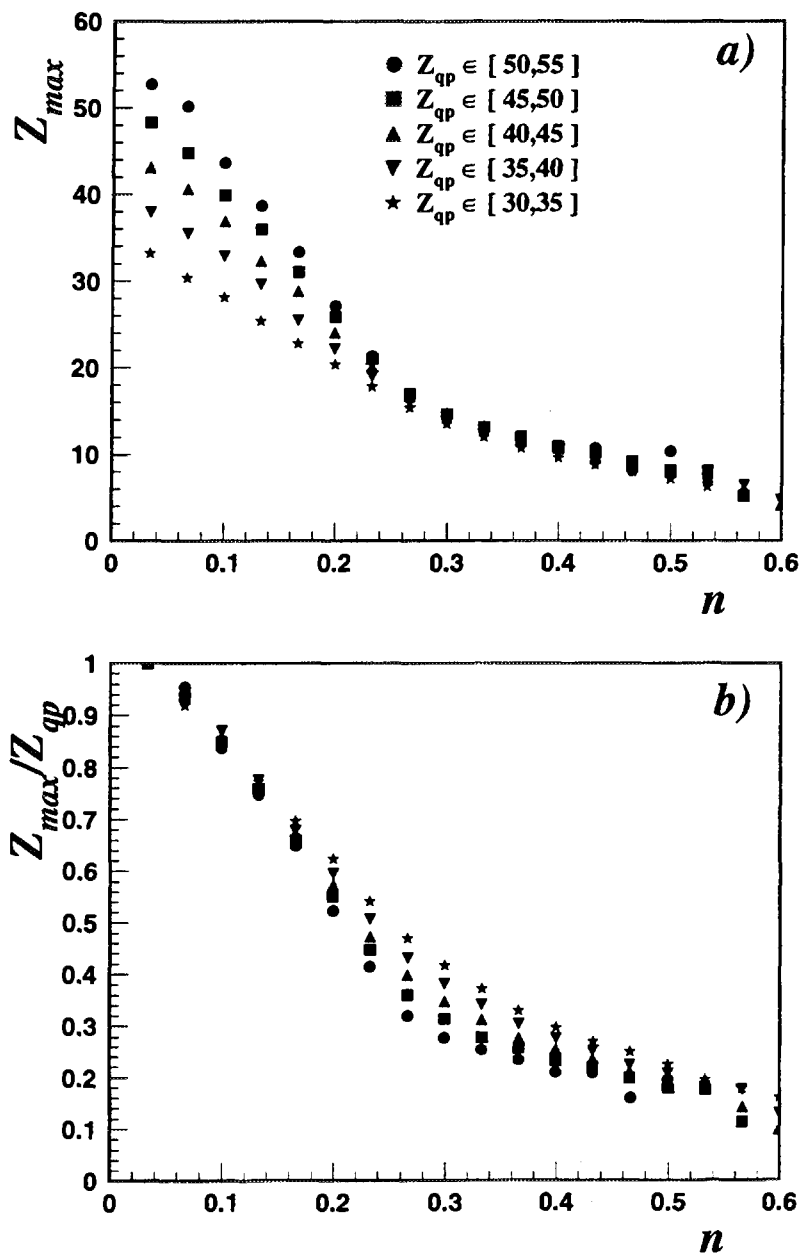 a)
Z_max
60
50
40
30
20
10
0
● Z_qp ∈ [ 50,55 ]
■ Z_qp ∈ [ 45,50 ]
▲ Z_qp ∈ [ 40,45 ]
▼ Z_qp ∈ [ 35,40 ]
★ Z_qp ∈ [ 30,35 ]
0 0.1 0.2 0.3 0.4 0.5 0.6
n
b)
Z_max/Z_qp
1
0.9
0.8
0.7
0.6
0.5
0.4
0.3
0.2
0.1
0
0 0.1 0.2 0.3 0.4 0.5 0.6
n